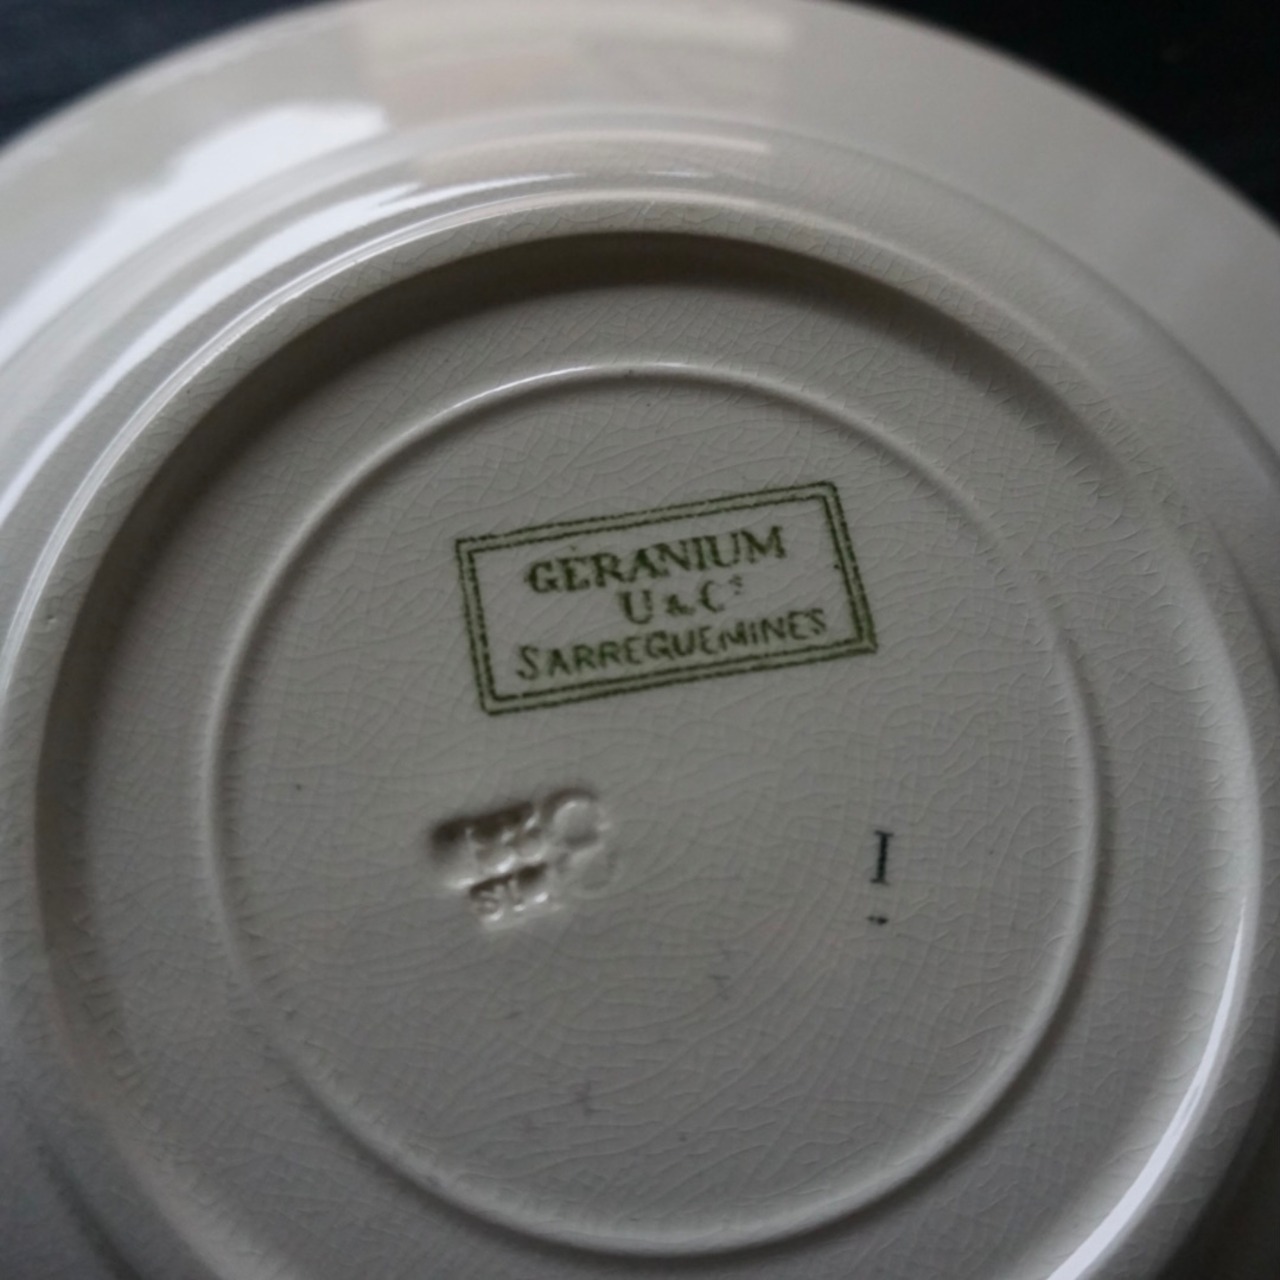 GERANIUM
U & Cie
SARREGUEMINES
I